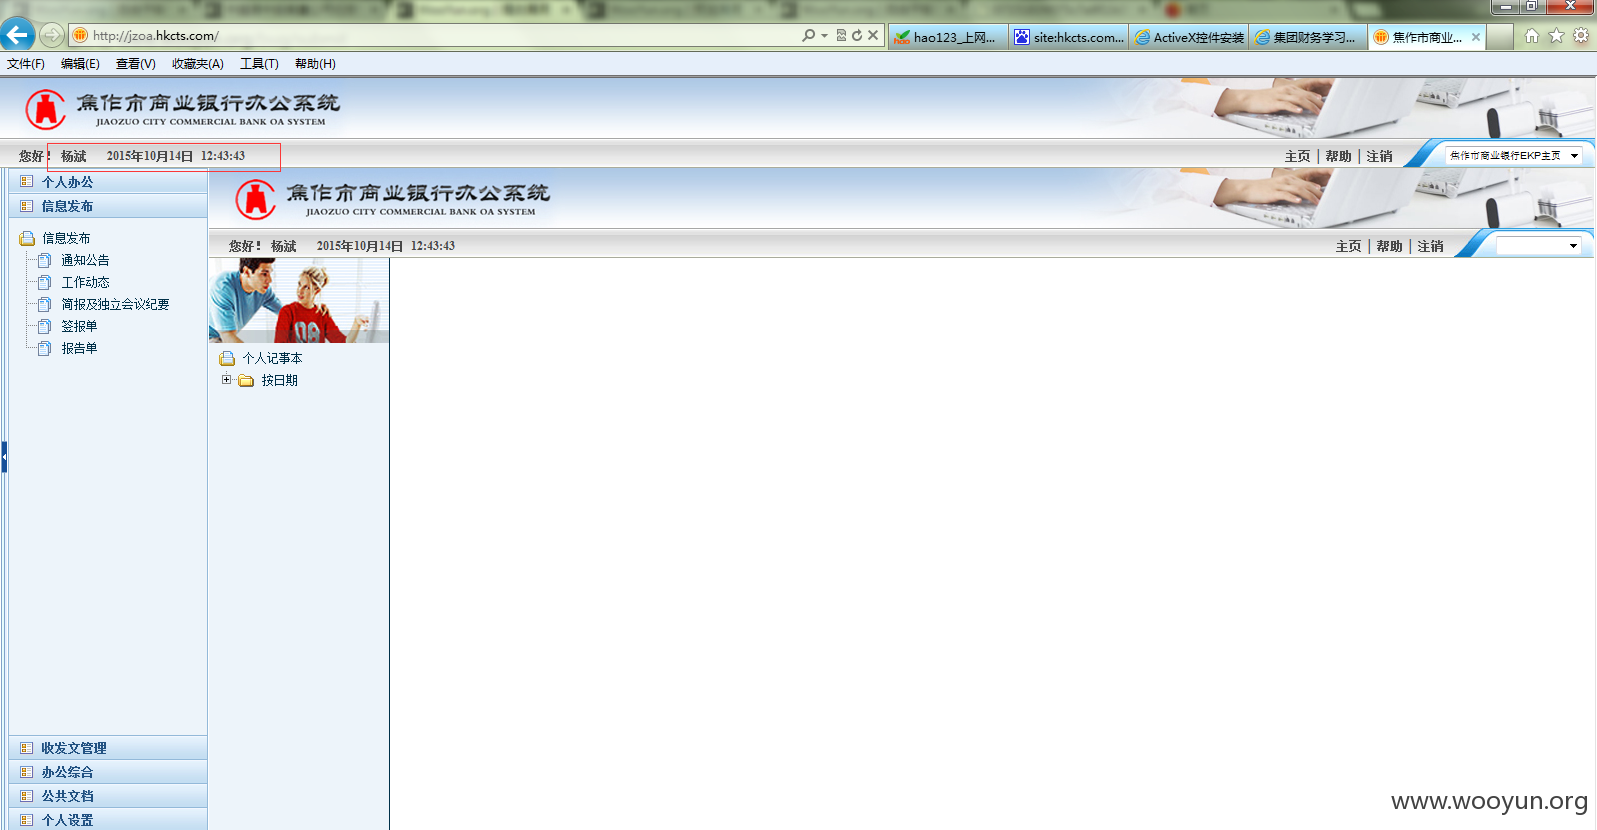 http://jzoa.hkcts.com/
hao123_上网...
site:hkcts.com...
ActiveX控件安装
集团财务学习...
焦作市商业...
文件(F) 编辑(E) 查看(V) 收藏夹(A) 工具(T) 帮助(H)
焦作市商业银行办公系统
JIAOZUO CITY COMMERCIAL BANK OA SYSTEM
您好! 杨斌 2015年10月14日 12:43:43
主页 | 帮助 | 注销
焦作市商业银行EKP主页
个人办公
信息发布
信息发布
通知公告
工作动态
简报及独立会议纪要
签报单
报告单
焦作市商业银行办公系统
JIAOZUO CITY COMMERCIAL BANK OA SYSTEM
您好! 杨斌 2015年10月14日 12:43:43
主页 | 帮助 | 注销
个人记事本
按日期
收发文管理
办公综合
公共文档
个人设置
www.wooyun.org